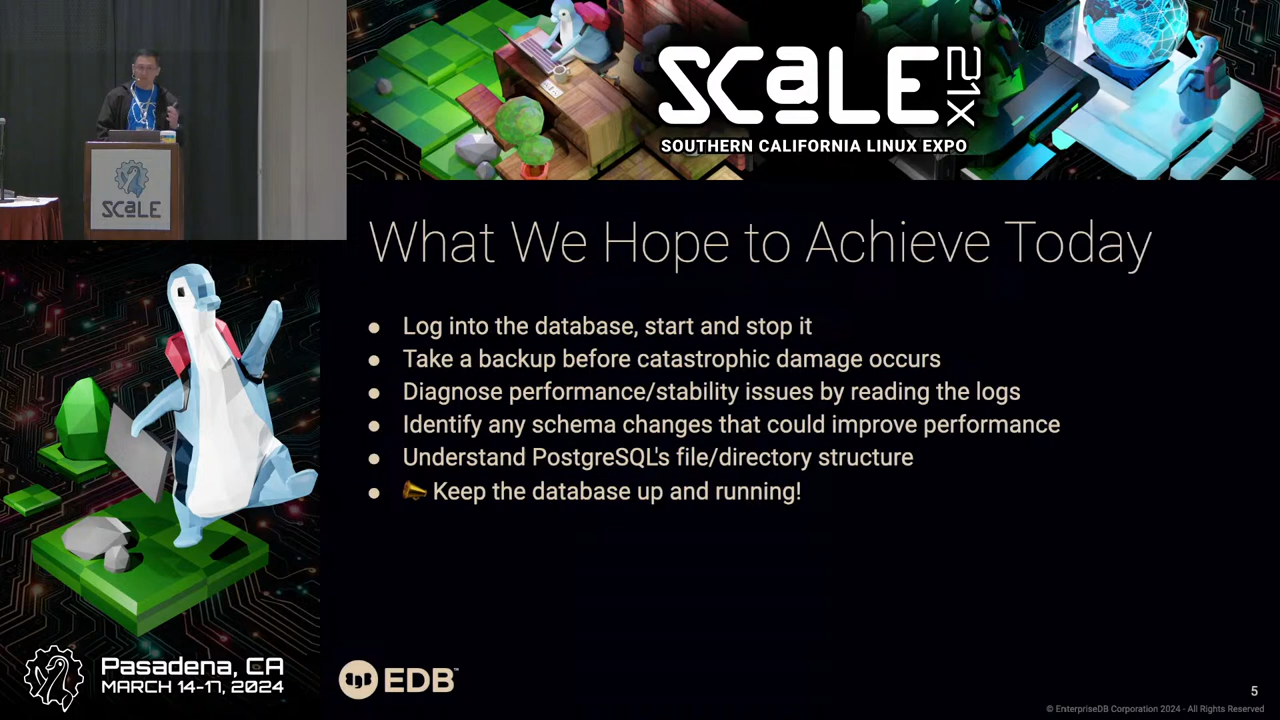 SCaLE 21X
SOUTHERN CALIFORNIA LINUX EXPO
SCaLE
What We Hope to Achieve Today
● Log into the database, start and stop it
● Take a backup before catastrophic damage occurs
● Diagnose performance/stability issues by reading the logs
● Identify any schema changes that could improve performance
● Understand PostgreSQL's file/directory structure
● 📣 Keep the database up and running!
Pasadena, CA
MARCH 14-17, 2024
EDB™
5
© EnterpriseDB Corporation 2024 - All Rights Reserved